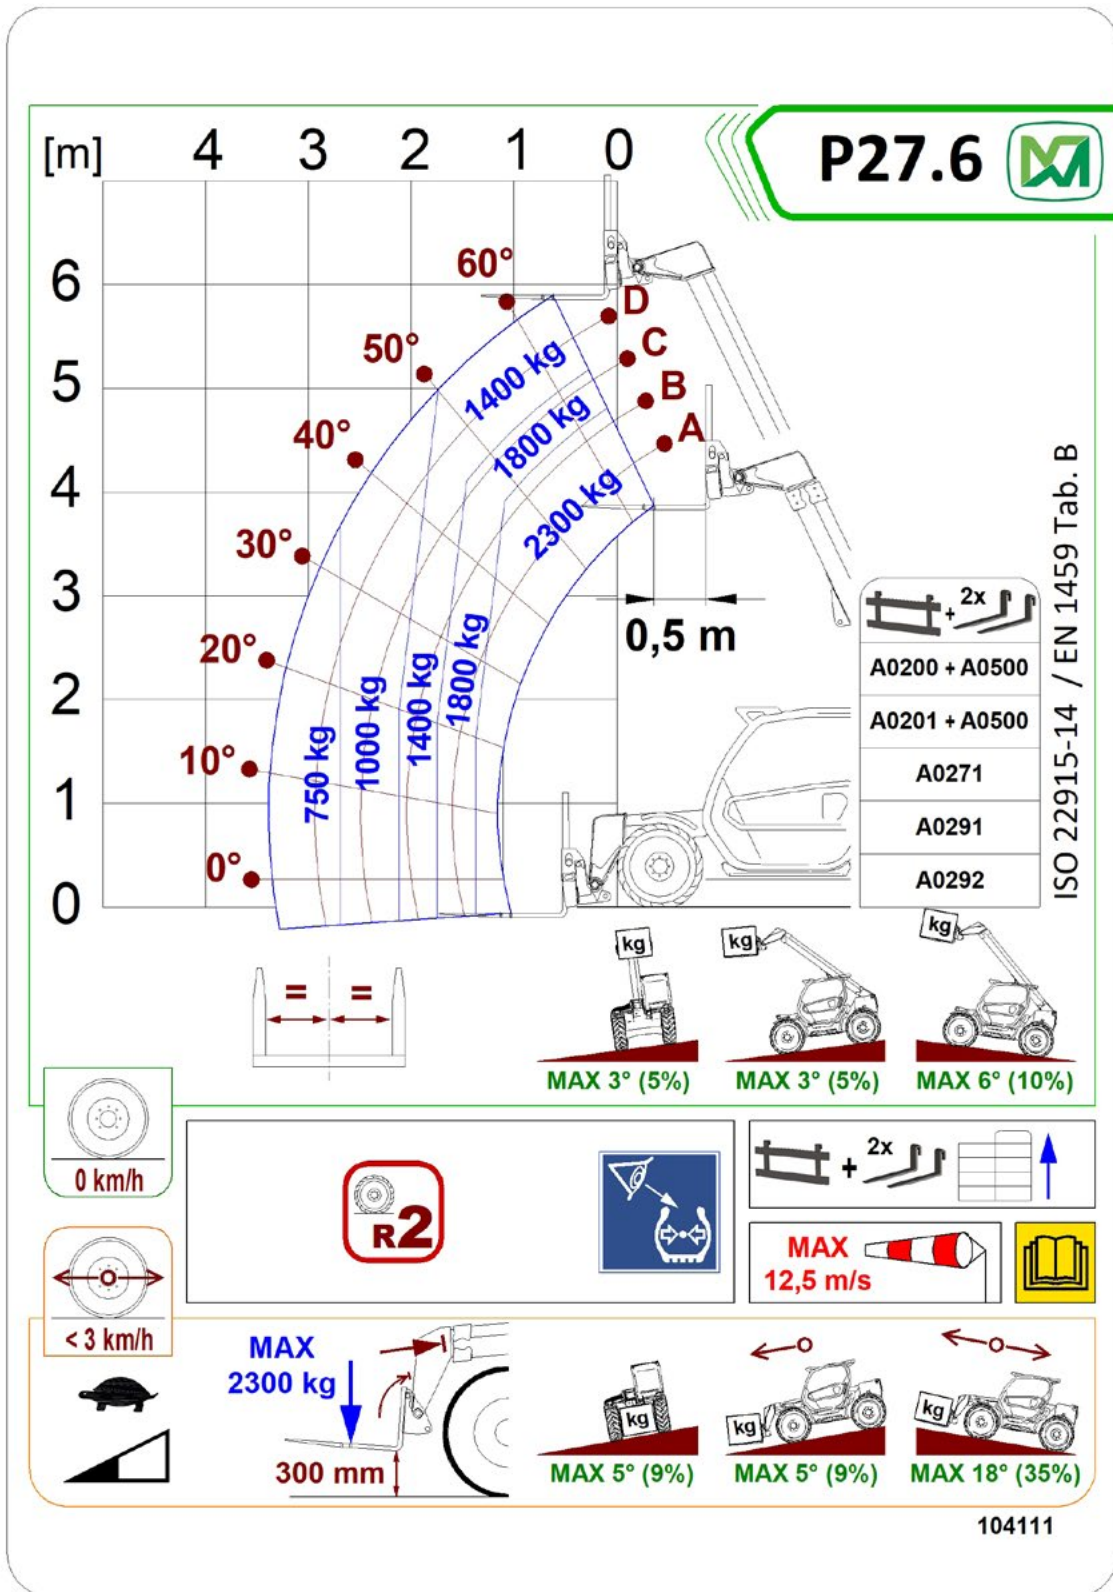 P27.6
[m] 4 3 2 1 0
6
5
4
3
2
1
0
60°
50°
40°
30°
20°
10°
0°
D
C
B
A
1400 kg
1800 kg
2300 kg
750 kg
1000 kg
1400 kg
1800 kg
0,5 m
+ 2x
A0200 + A0500
A0201 + A0500
A0271
A0291
A0292
ISO 22915-14 / EN 1459 Tab. B
= =
kg
kg
kg
MAX 3° (5%)
MAX 3° (5%)
MAX 6° (10%)
0 km/h
R2
+ 2x
MAX
12,5 m/s
< 3 km/h
MAX
2300 kg
300 mm
kg
kg
kg
MAX 5° (9%)
MAX 5° (9%)
MAX 18° (35%)
104111